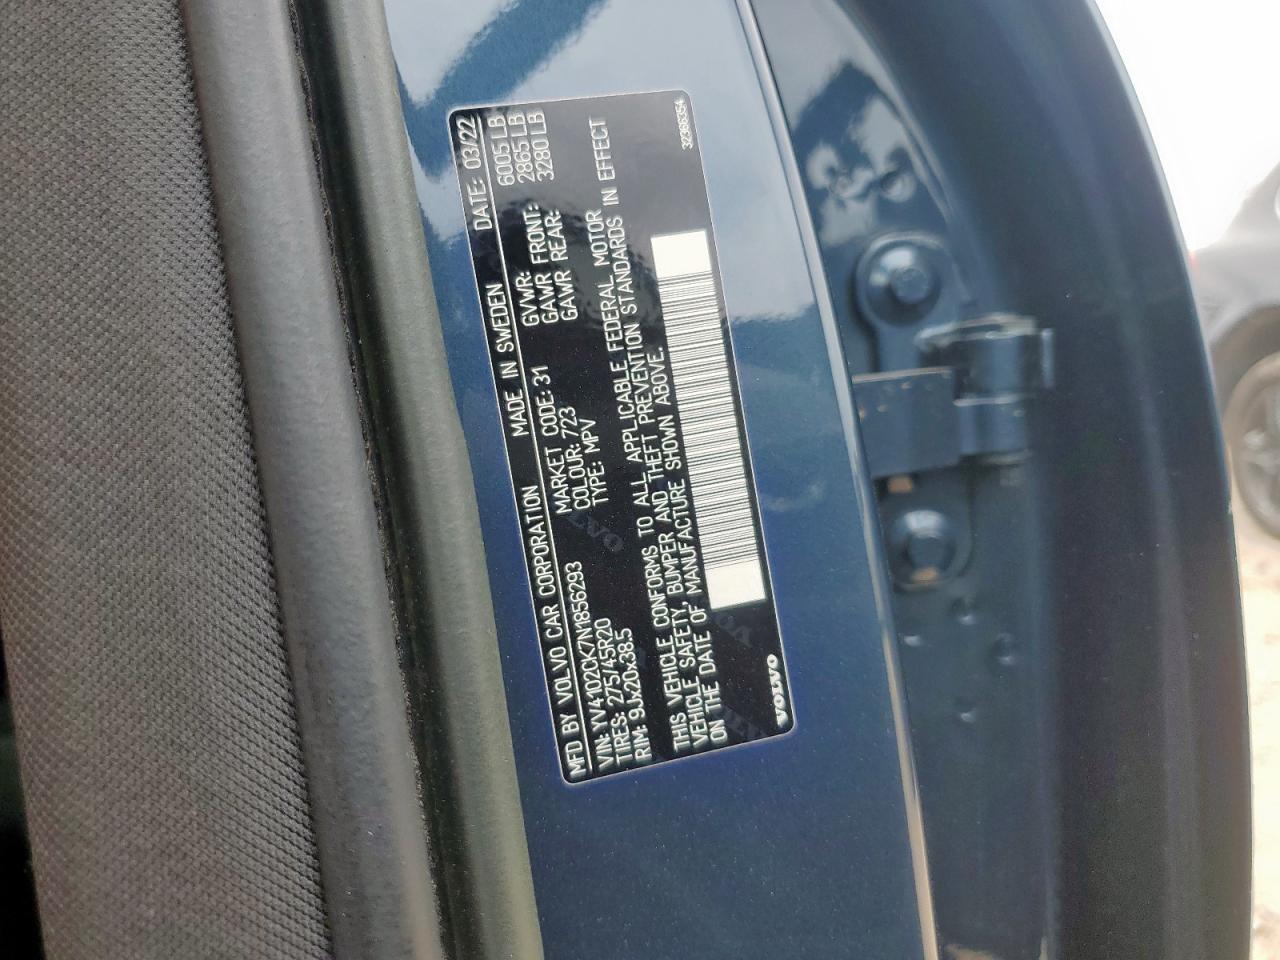 MFD BY VOLVO CAR CORPORATION MADE IN SWEDEN DATE: 03/22
VIN: YV4102CK7N1856293 MARKET CODE: 31 GVWR: 6005 LB
TIRES: 275/45R20 COLOUR: 723 GAWR FRONT: 2865 LB
RIM: 9Jx20x38.5 TYPE: MPV GAWR REAR: 3280 LB
THIS VEHICLE CONFORMS TO ALL APPLICABLE FEDERAL MOTOR
VEHICLE SAFETY, BUMPER AND THEFT PREVENTION STANDARDS IN EFFECT
ON THE DATE OF MANUFACTURE SHOWN ABOVE.
VOLVO 32366354